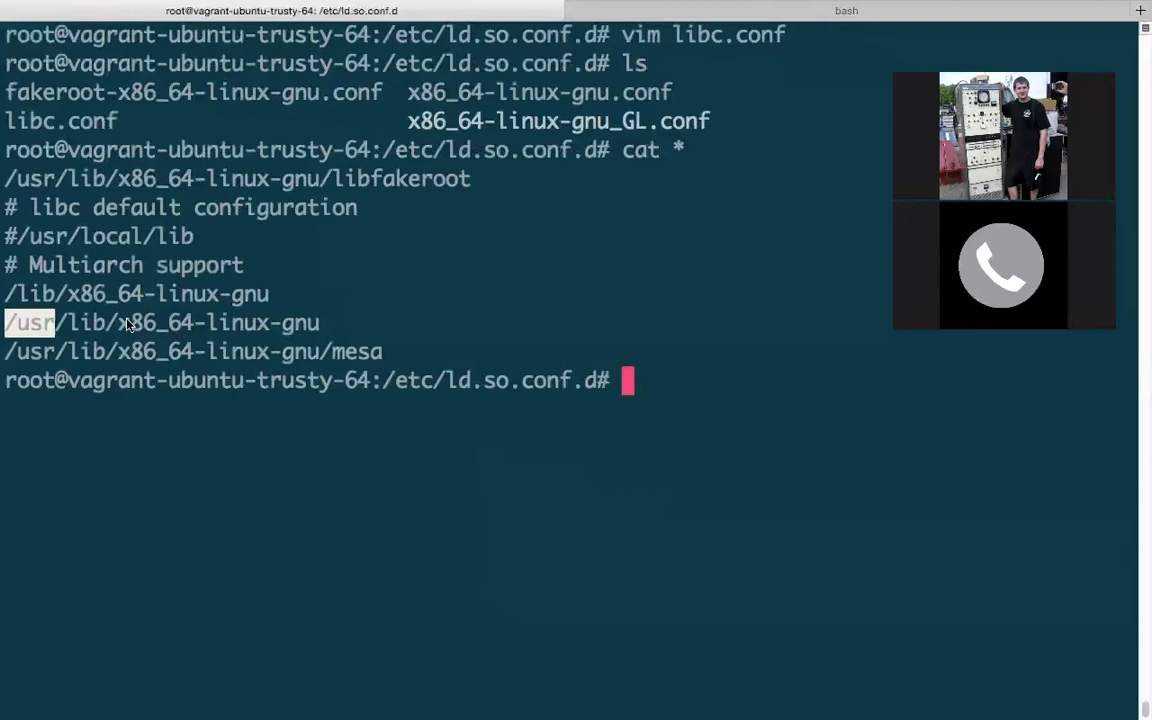 root@vagrant-ubuntu-trusty-64: /etc/ld.so.conf.d
bash
root@vagrant-ubuntu-trusty-64:/etc/ld.so.conf.d# vim libc.conf
root@vagrant-ubuntu-trusty-64:/etc/ld.so.conf.d# ls
fakeroot-x86_64-linux-gnu.conf  x86_64-linux-gnu.conf
libc.conf                       x86_64-linux-gnu_GL.conf
root@vagrant-ubuntu-trusty-64:/etc/ld.so.conf.d# cat *
/usr/lib/x86_64-linux-gnu/libfakeroot
# libc default configuration
#/usr/local/lib
# Multiarch support
/lib/x86_64-linux-gnu
/usr/lib/x86_64-linux-gnu
/usr/lib/x86_64-linux-gnu/mesa
root@vagrant-ubuntu-trusty-64:/etc/ld.so.conf.d#